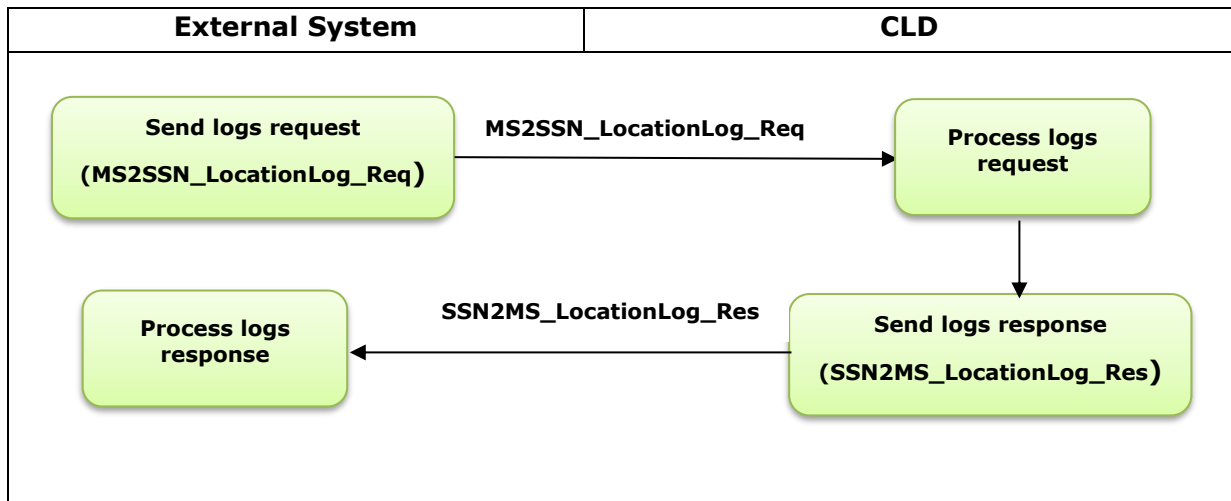 External System
CLD
Send logs request
(MS2SSN_LocationLog_Req)
MS2SSN_LocationLog_Req
Process logs
request
Process logs
response
SSN2MS_LocationLog_Res
Send logs response
(SSN2MS_LocationLog_Res)